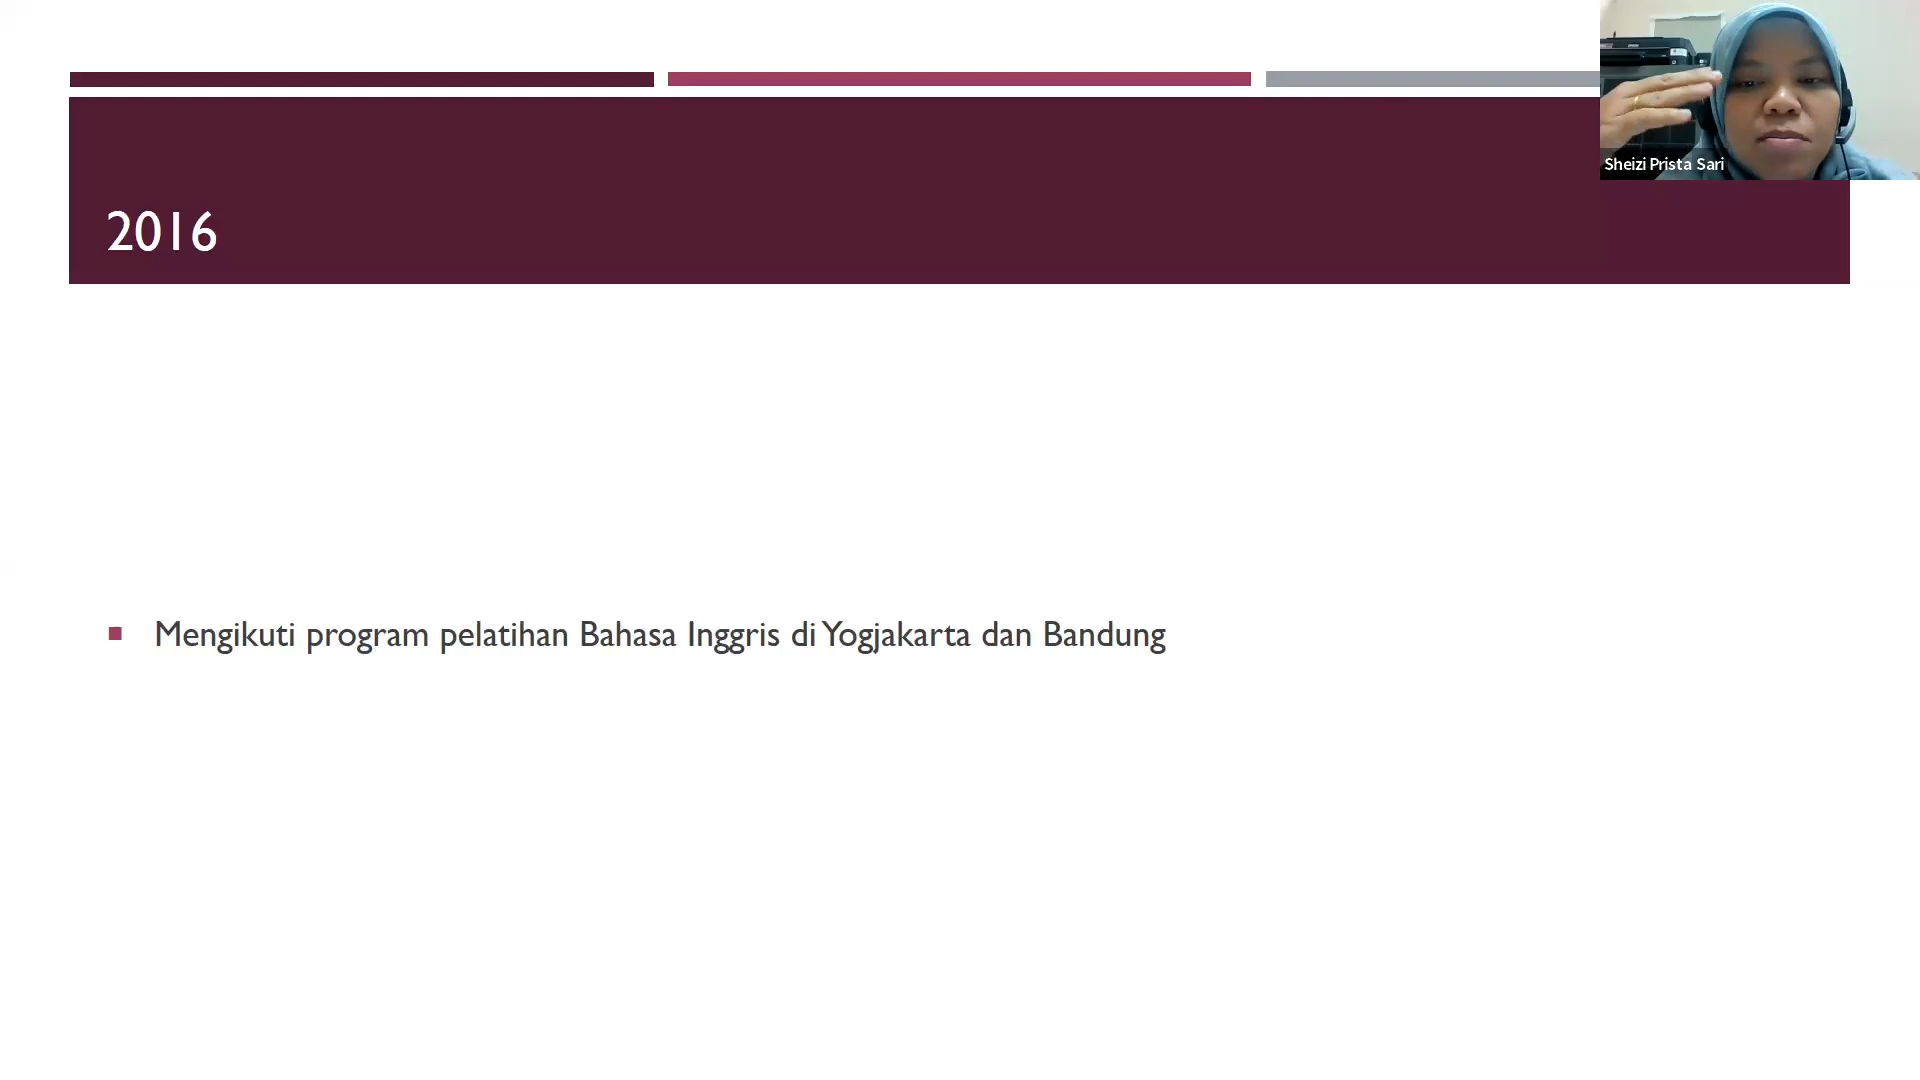 Sheizi Prista Sari
2016
Mengikuti program pelatihan Bahasa Inggris di Yogjakarta dan Bandung